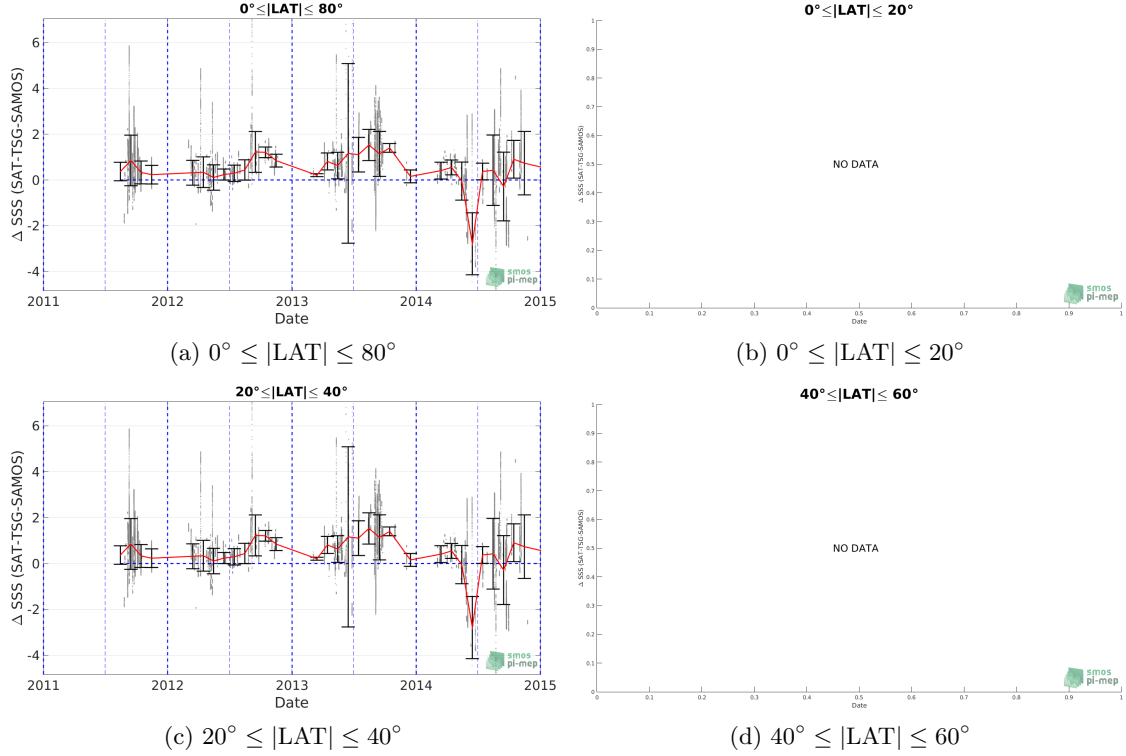 0°≤|LAT|≤ 80°
6
4
2
0
-2
-4
Δ SSS (SAT-TSG-SAMOS)
2011
2012
2013
2014
2015
Date
smos
pi-mep
(a) 0° ≤ |LAT| ≤ 80°
0°≤|LAT|≤ 20°
1
0.9
0.8
0.7
0.6
0.5
0.4
0.3
0.2
0.1
0
Δ SSS (SAT-TSG-SAMOS)
NO DATA
0
0.1
0.2
0.3
0.4
0.5
0.6
0.7
0.8
0.9
1
Date
smos
pi-mep
(b) 0° ≤ |LAT| ≤ 20°
20°≤|LAT|≤ 40°
6
4
2
0
-2
-4
Δ SSS (SAT-TSG-SAMOS)
2011
2012
2013
2014
2015
Date
smos
pi-mep
(c) 20° ≤ |LAT| ≤ 40°
40°≤|LAT|≤ 60°
1
0.9
0.8
0.7
0.6
0.5
0.4
0.3
0.2
0.1
0
Δ SSS (SAT-TSG-SAMOS)
NO DATA
0
0.1
0.2
0.3
0.4
0.5
0.6
0.7
0.8
0.9
1
Date
smos
pi-mep
(d) 40° ≤ |LAT| ≤ 60°